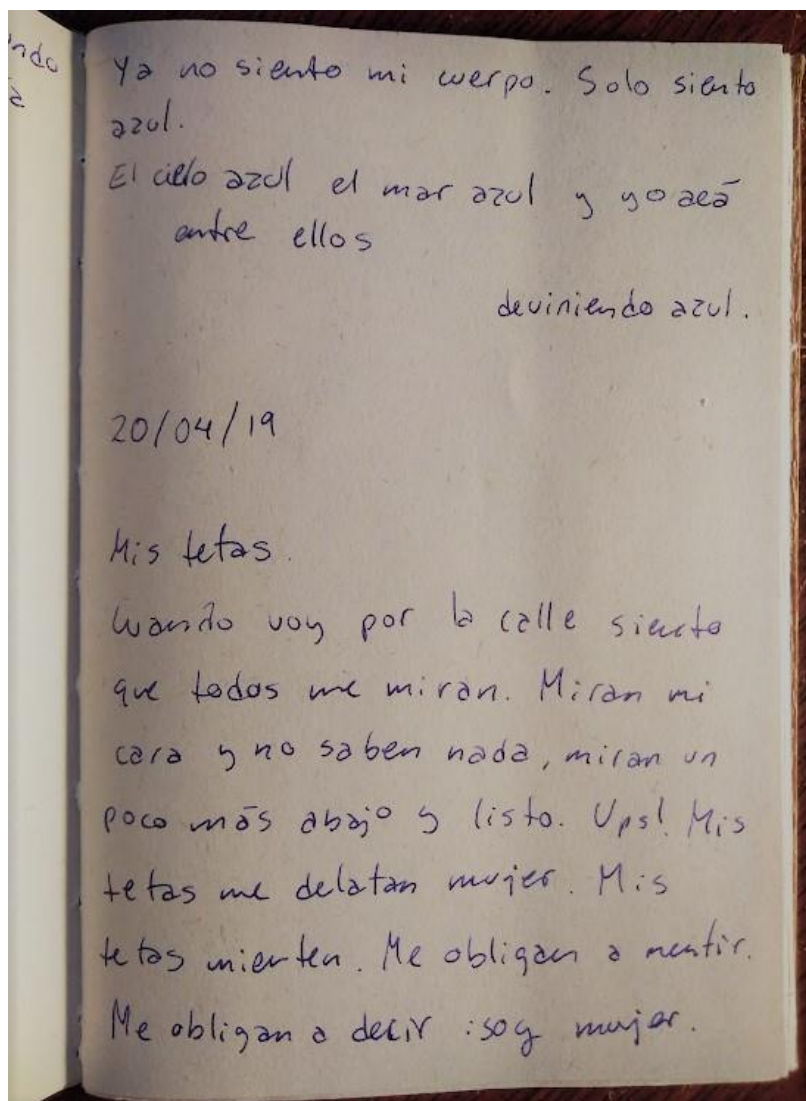 ndo
Ya no siento mi cuerpo. Solo siento
azul.
El cielo azul el mar azul y yo acá
entre ellos
deviniendo azul.
20/04/19
Mis tetas.
Cuando voy por la calle siento
que todos me miran. Miran mi
cara y no saben nada, miran un
poco más abajo y listo. Ups! Mis
tetas me delatan mujer. Mis
tetas mienten. Me obligan a mentir.
Me obligan a decir :soy mujer.